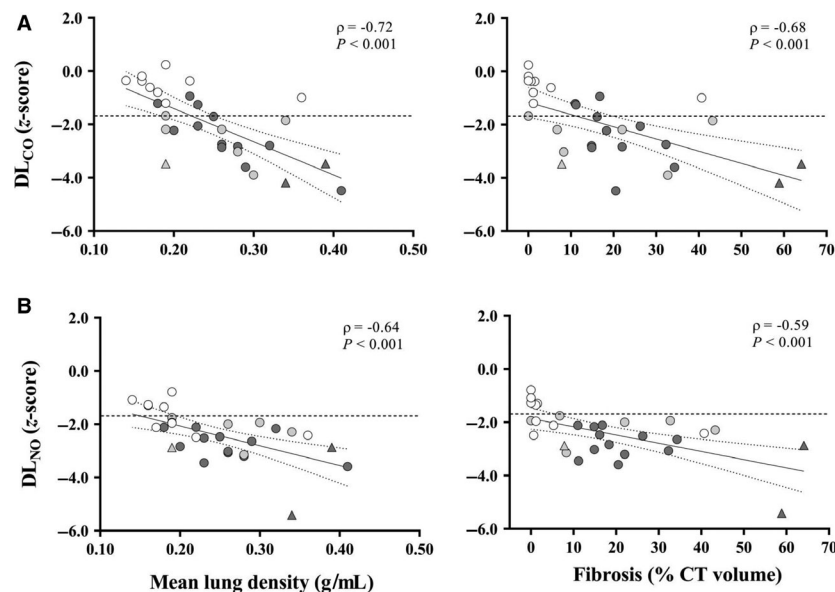 A
ρ = -0.72
P < 0.001
DLCO (z-score)
2.0
0.0
–2.0
–4.0
–6.0
0.10 0.20 0.30 0.40 0.50
ρ = -0.68
P < 0.001
2.0
0.0
–2.0
–4.0
–6.0
0 10 20 30 40 50 60 70
B
ρ = -0.64
P < 0.001
DLNO (z-score)
2.0
0.0
–2.0
–4.0
–6.0
0.10 0.20 0.30 0.40 0.50
Mean lung density (g/mL)
ρ = -0.59
P < 0.001
2.0
0.0
–2.0
–4.0
–6.0
0 10 20 30 40 50 60 70
Fibrosis (% CT volume)